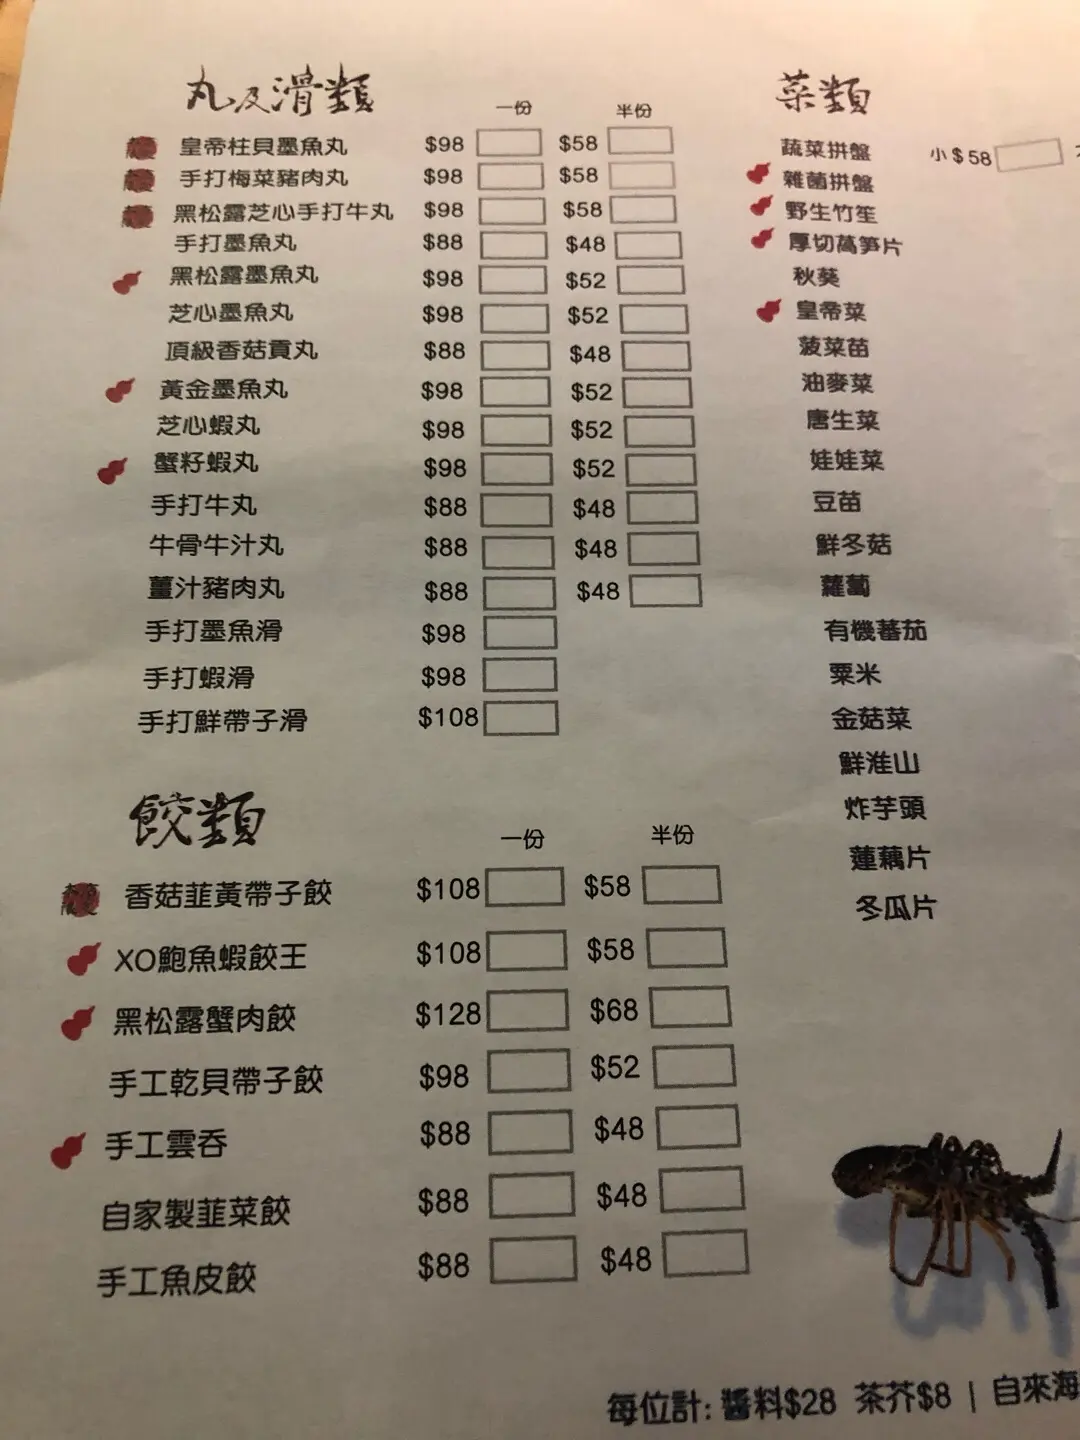 丸及滑類 一份 半份
皇帝柱貝墨魚丸 $98 $58
手打梅菜豬肉丸 $98 $58
黑松露芝心手打牛丸 $98 $58
手打墨魚丸 $88 $48
黑松露墨魚丸 $98 $52
芝心墨魚丸 $98 $52
頂級香菇貢丸 $88 $48
黃金墨魚丸 $98 $52
芝心蝦丸 $98 $52
蟹籽蝦丸 $98 $52
手打牛丸 $88 $48
牛骨牛汁丸 $88 $48
薑汁豬肉丸 $88 $48
手打墨魚滑 $98
手打蝦滑 $98
手打鮮帶子滑 $108
餃類 一份 半份
香菇韮黃帶子餃 $108 $58
XO鮑魚蝦餃王 $108 $58
黑松露蟹肉餃 $128 $68
手工乾貝帶子餃 $98 $52
手工雲吞 $88 $48
自家製韮菜餃 $88 $48
手工魚皮餃 $88 $48
菜類
蔬菜拼盤 小 $58
雜菌拼盤
野生竹笙
厚切萵笋片
秋葵
皇帝菜
菠菜苗
油麥菜
唐生菜
娃娃菜
豆苗
鮮冬菇
蘿蔔
有機蕃茄
粟米
金菇菜
鮮淮山
炸芋頭
蓮藕片
冬瓜片
每位計: 醬料$28 茶芥$8 | 自來海